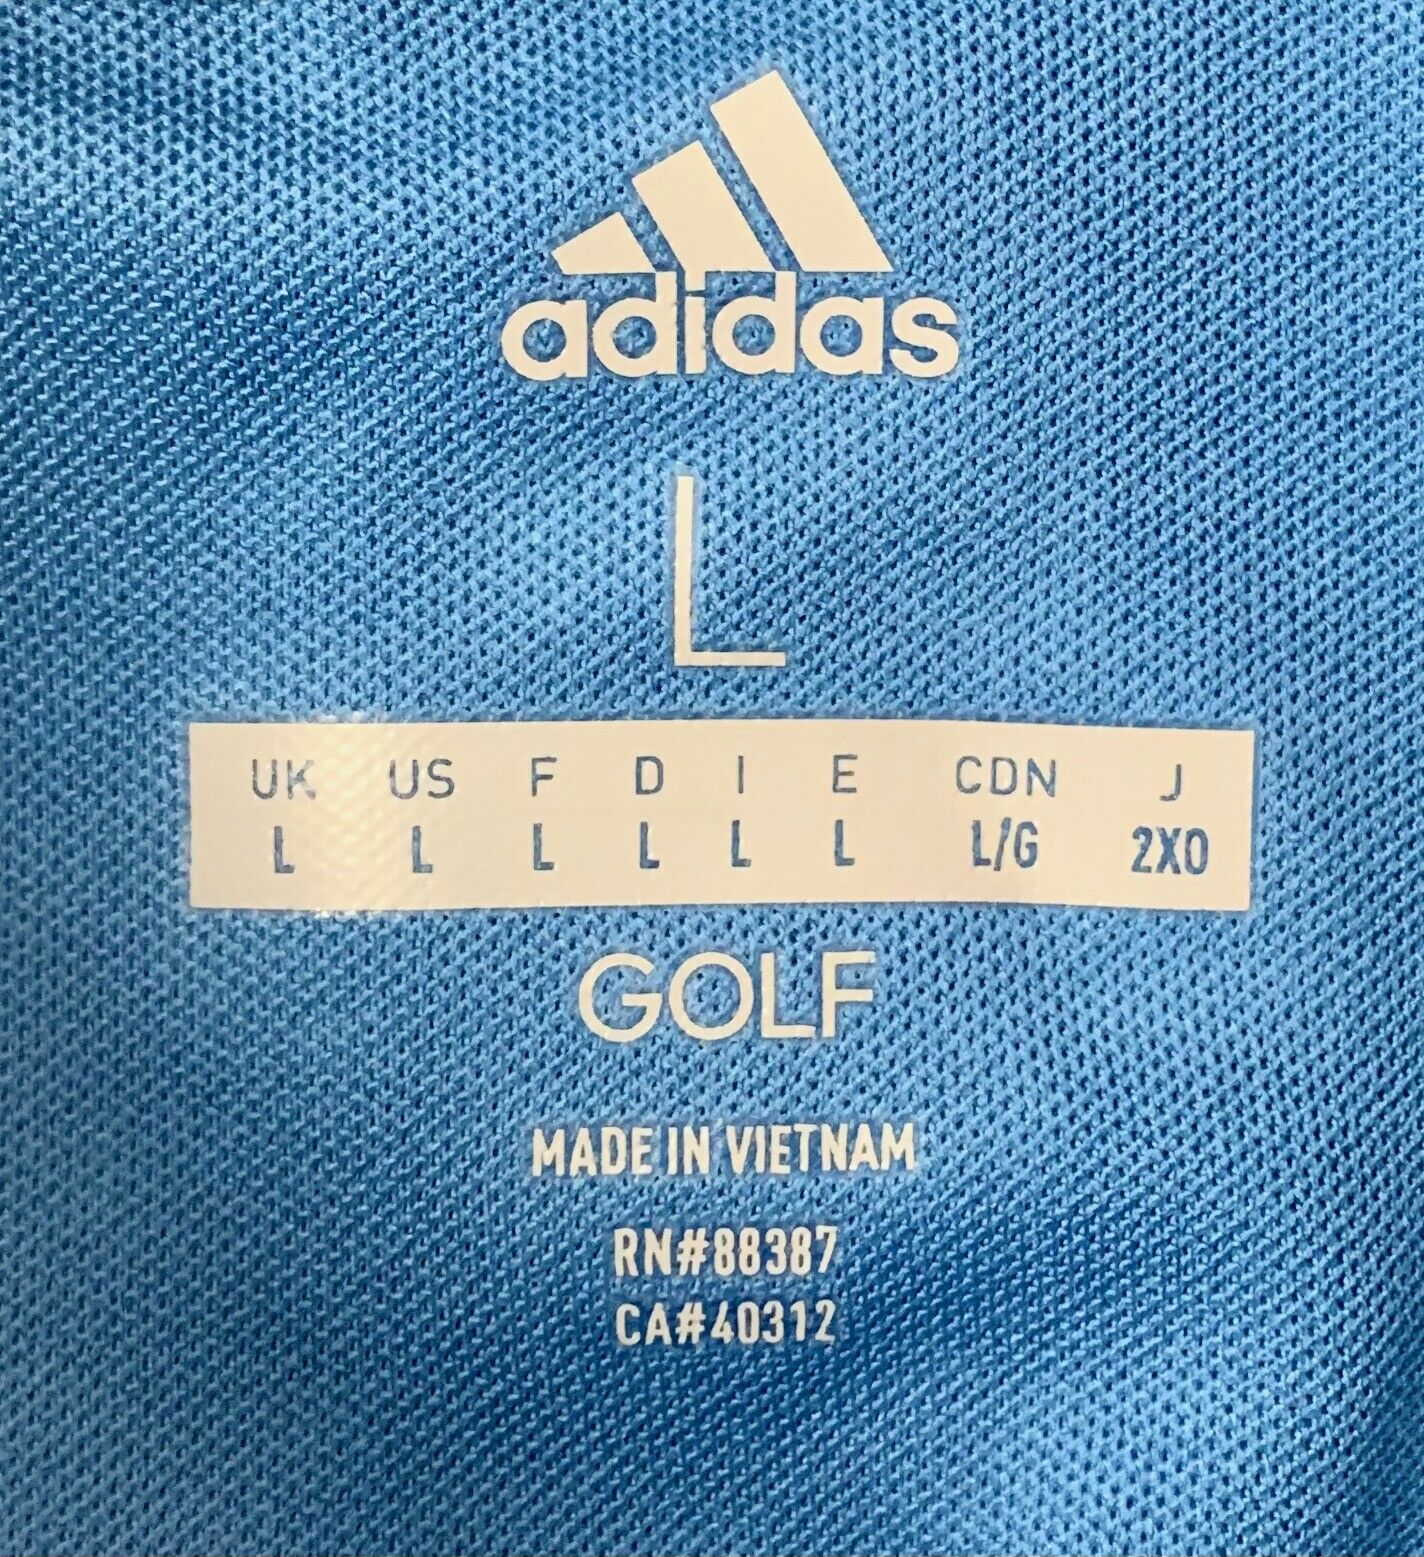 adidas
L
UK US F D I E CDN J
L L L L L L L/G 2XO
GOLF
MADE IN VIETNAM
RN#88387
CA#40312